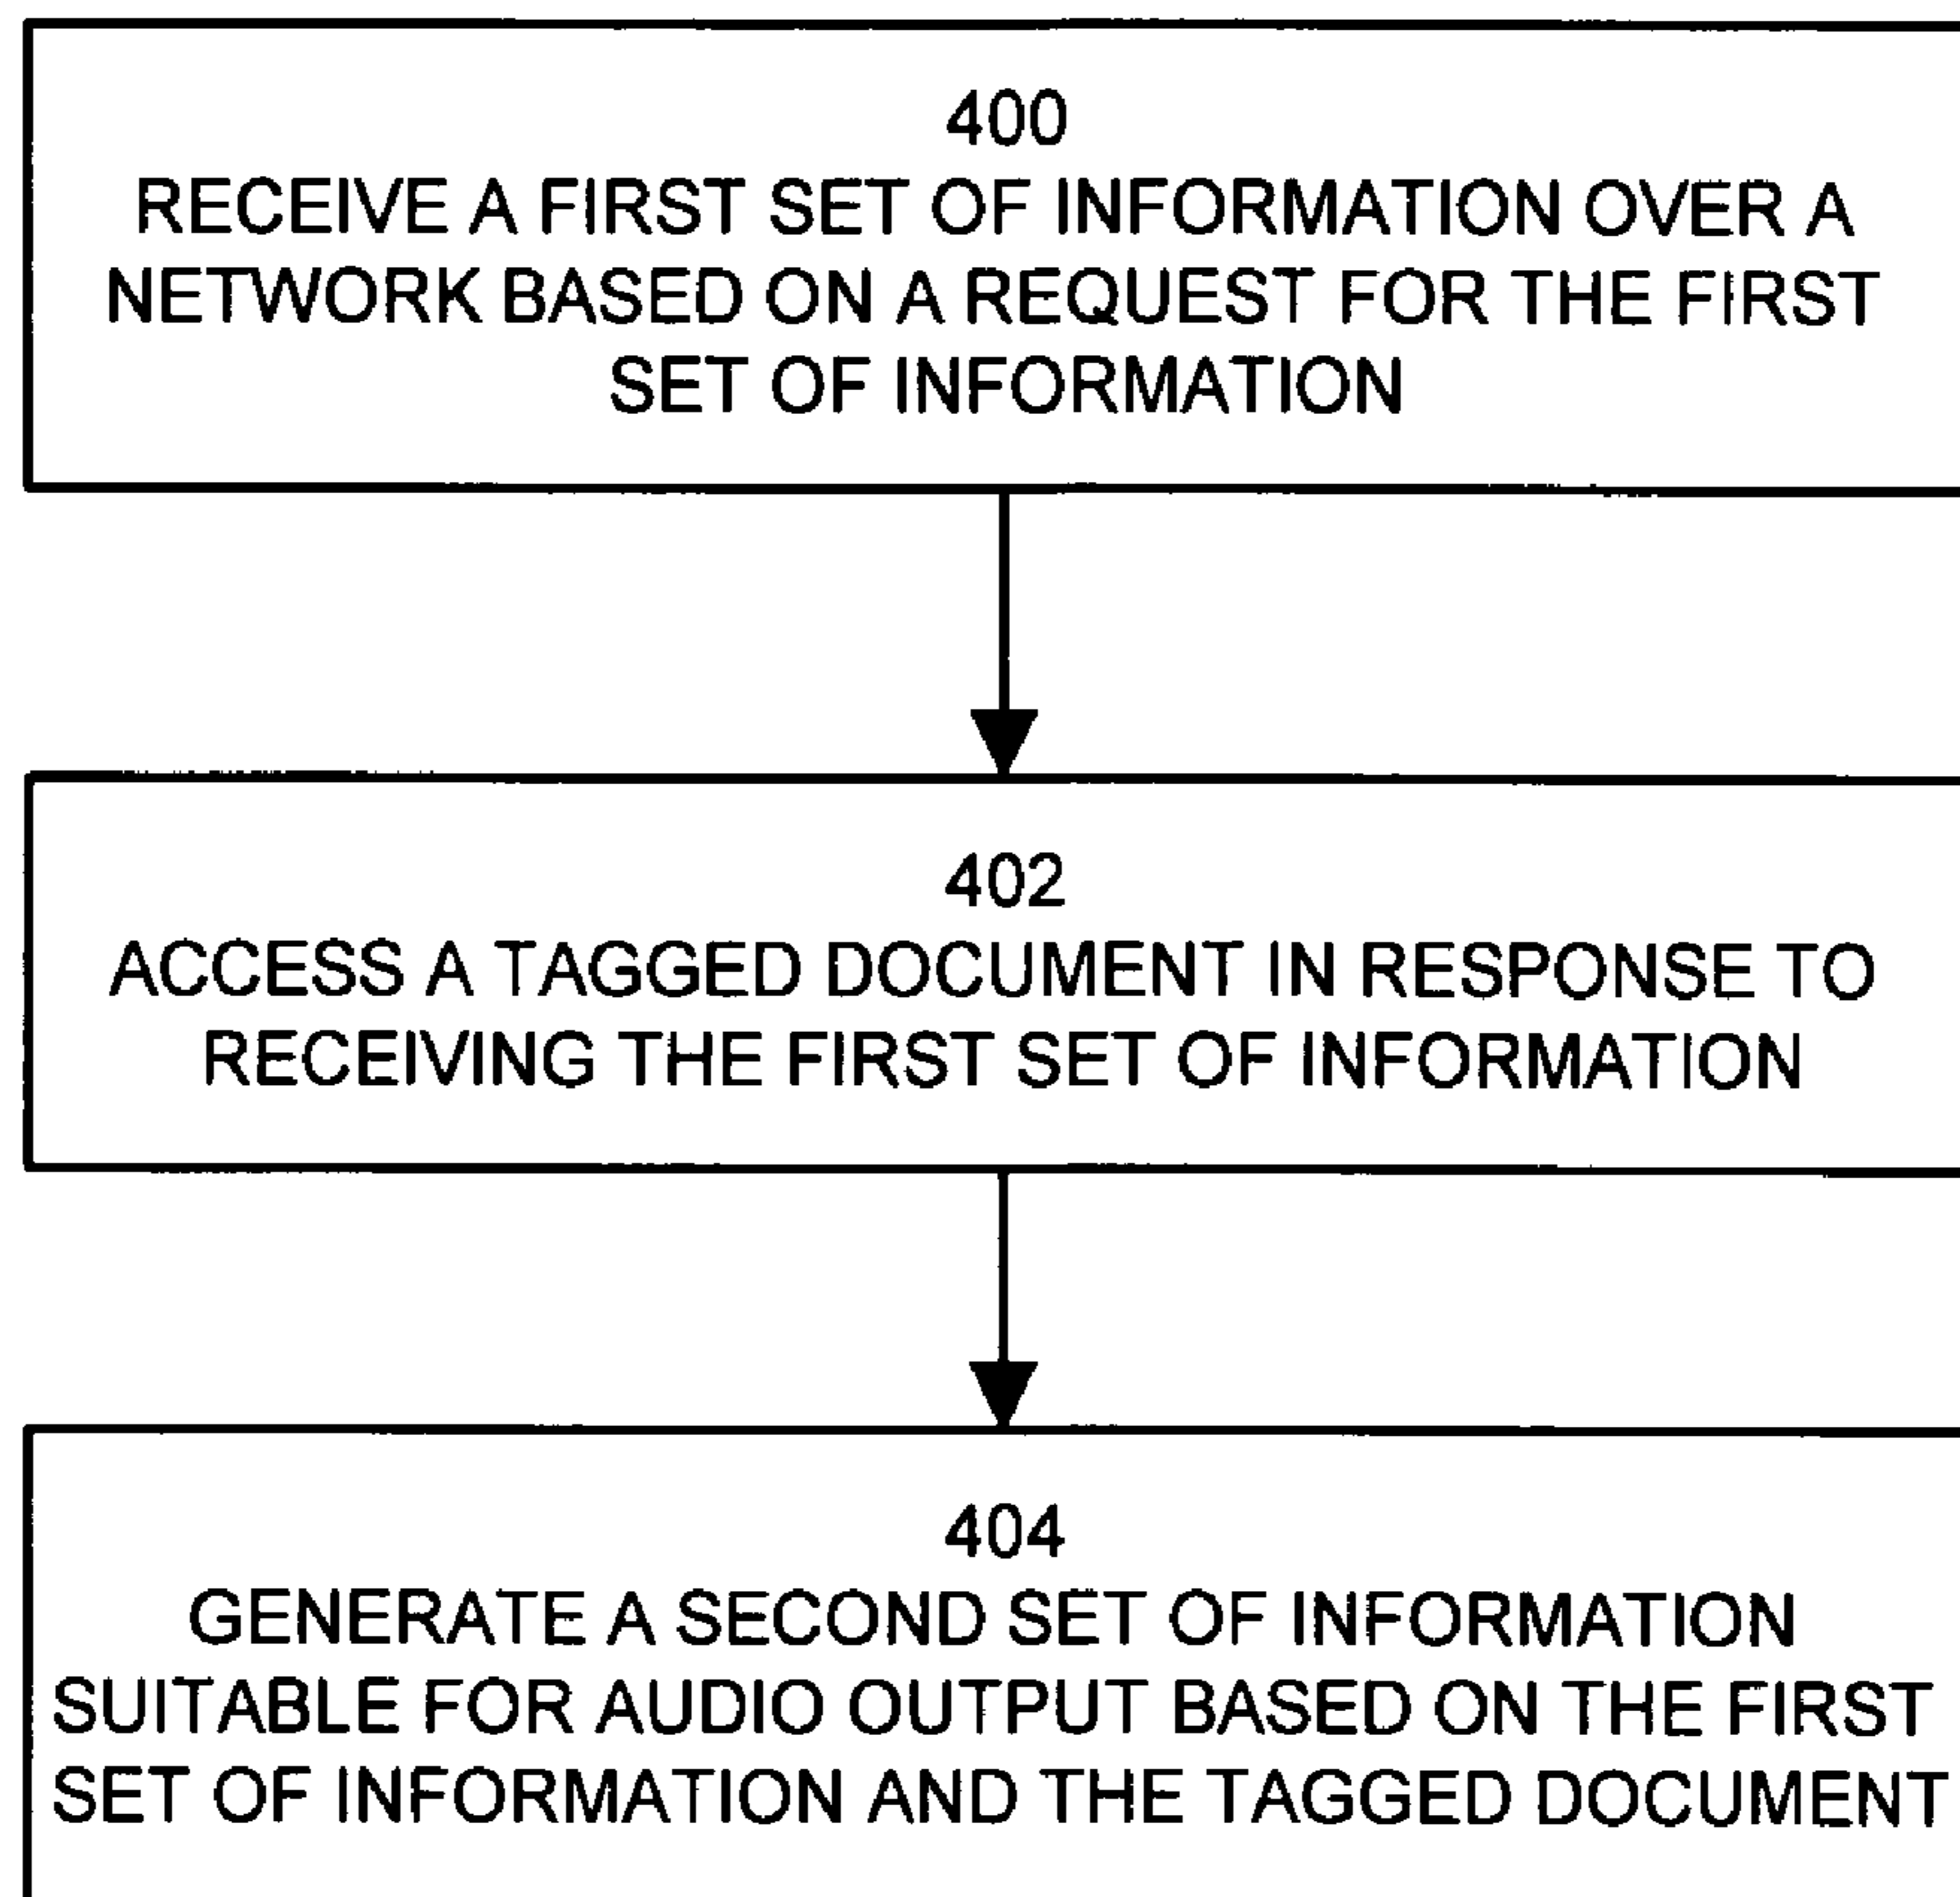 400
RECEIVE A FIRST SET OF INFORMATION OVER A
NETWORK BASED ON A REQUEST FOR THE FIRST
SET OF INFORMATION
402
ACCESS A TAGGED DOCUMENT IN RESPONSE TO
RECEIVING THE FIRST SET OF INFORMATION
404
GENERATE A SECOND SET OF INFORMATION
SUITABLE FOR AUDIO OUTPUT BASED ON THE FIRST
SET OF INFORMATION AND THE TAGGED DOCUMENT